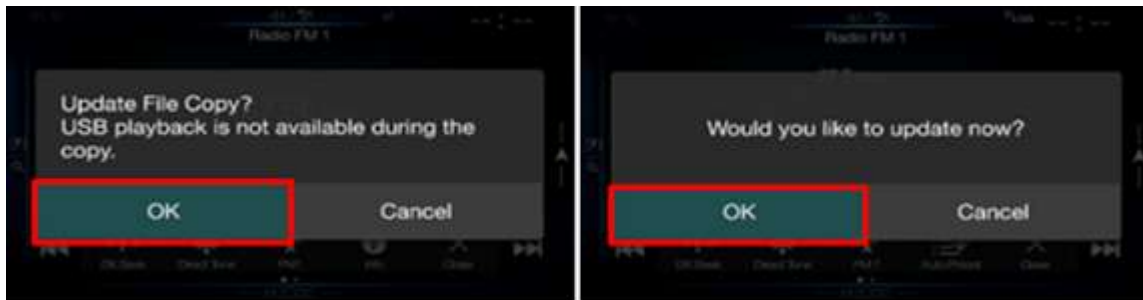 Radio FM 1
Update File Copy?
USB playback is not available during the
copy.
OK
Cancel
Radio FM 1
Would you like to update now?
OK
Cancel